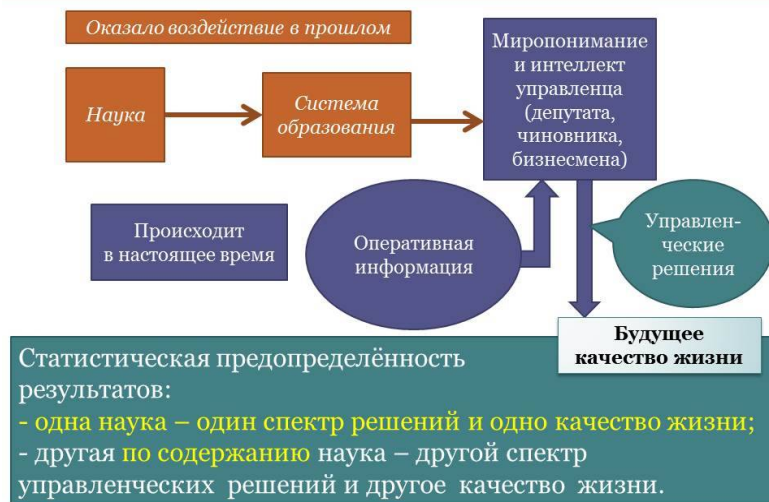 Оказало воздействие в прошлом
Наука
Система
образования
Миропонимание
и интеллект
управленца
(депутата,
чиновника,
бизнесмена)
Происходит
в настоящее время
Оперативная
информация
Управлен-
ческие
решения
Будущее
качество жизни
Статистическая предопределённость
результатов:
- одна наука – один спектр решений и одно качество жизни;
- другая по содержанию наука – другой спектр
управленческих решений и другое качество жизни.